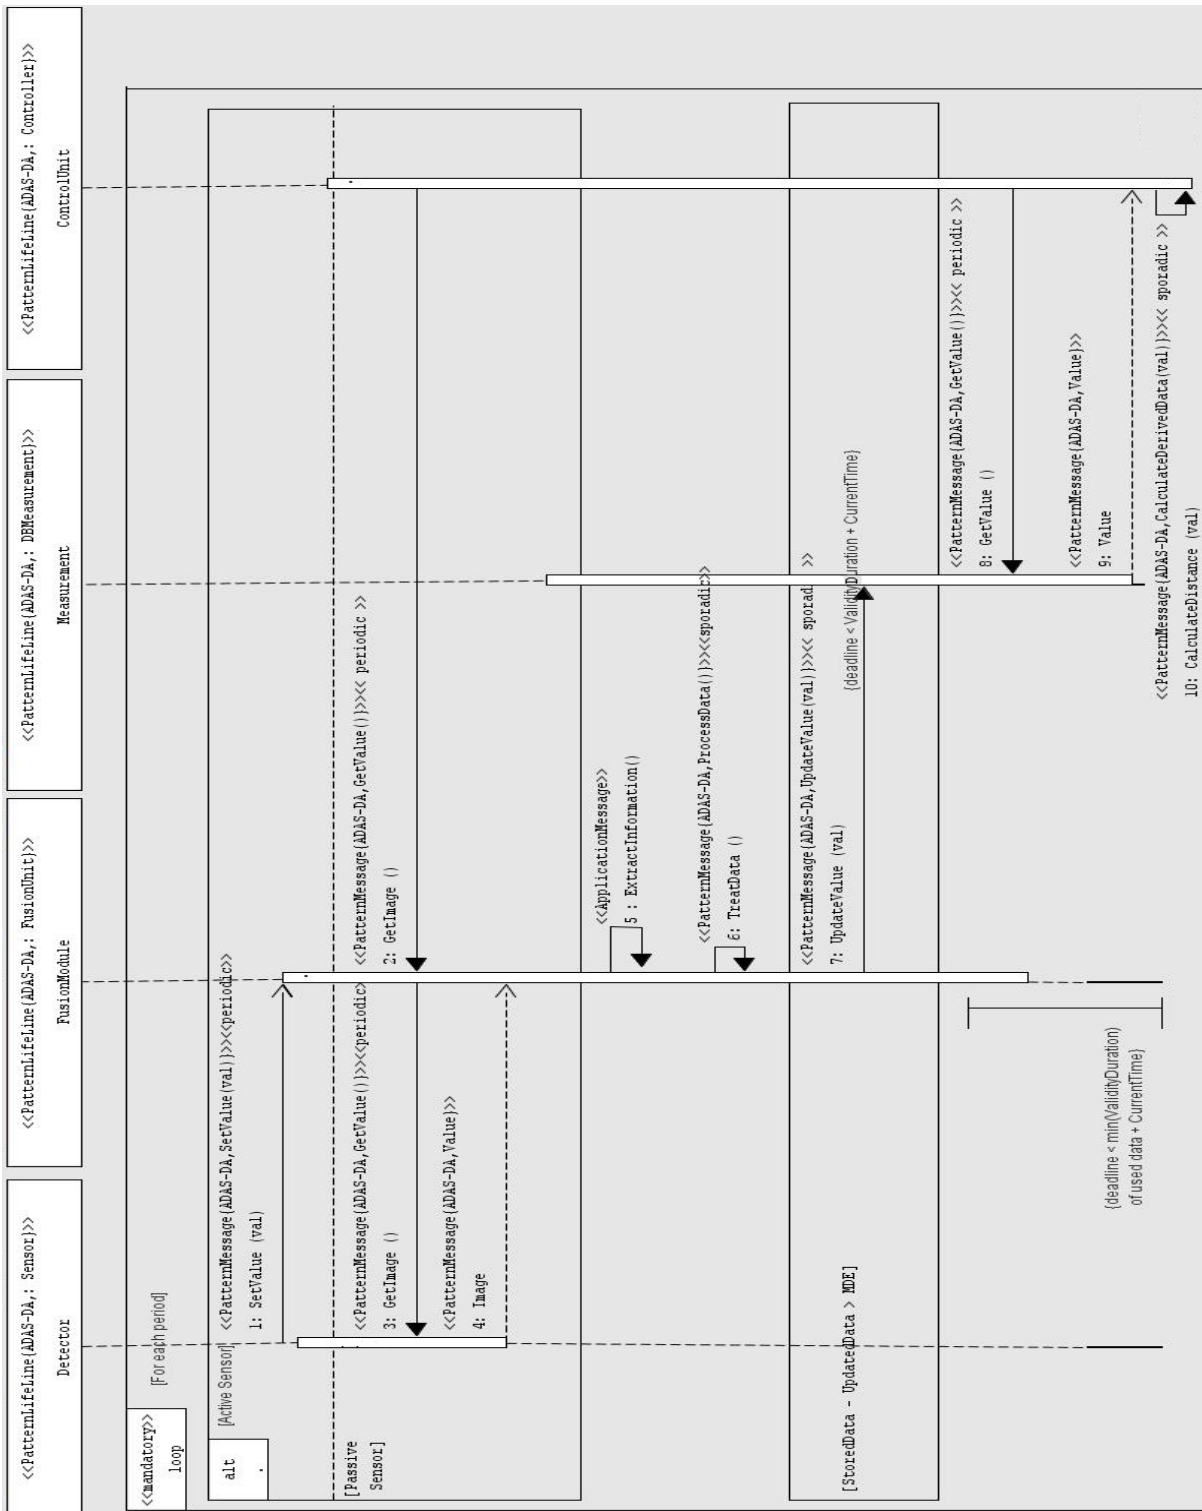 <<PatternLifeLine{ADAS-DA,: Sensor}>>
Detector
<<PatternLifeLine{ADAS-DA,: FusionUnit}>>
FusionModule
<<PatternLifeLine{ADAS-DA,: DBMeasurement}>>
Measurement
<<PatternLifeLine{ADAS-DA,: Controller}>>
ControlUnit
<<mandatory>>
loop
[For each period]
alt
[Active Sensor]
<<PatternMessage{ADAS-DA,SetValue(val)}>><<periodic>>
1: SetValue (val)
[Passive
Sensor]
<<PatternMessage{ADAS-DA,GetValue()}>><<periodic>
3: GetImage ()
<<PatternMessage{ADAS-DA,GetValue()}>><< periodic >>
2: GetImage ()
<<PatternMessage{ADAS-DA,Value}>>
4: Image
<<ApplicationMessage>>
5 : ExtractInformation()
<<PatternMessage{ADAS-DA,ProcessData()}>><<sporadic>>
6: TreatData ()
<<PatternMessage{ADAS-DA,UpdateValue(val)}>><< sporad. >>
7: UpdateValue (val)
{deadline < ValidityDuration + CurrentTime}
[StoredData - UpdatedData > MDE]
<<PatternMessage{ADAS-DA,GetValue()}>><< periodic >>
8: GetValue ()
<<PatternMessage{ADAS-DA,Value}>>
9: Value
{deadline < min(ValidityDuration)
of used data + CurrentTime}
<<PatternMessage{ADAS-DA,CalculateDerivedData(val)}>><< sporadic >>
10: CalculateDistance (val)